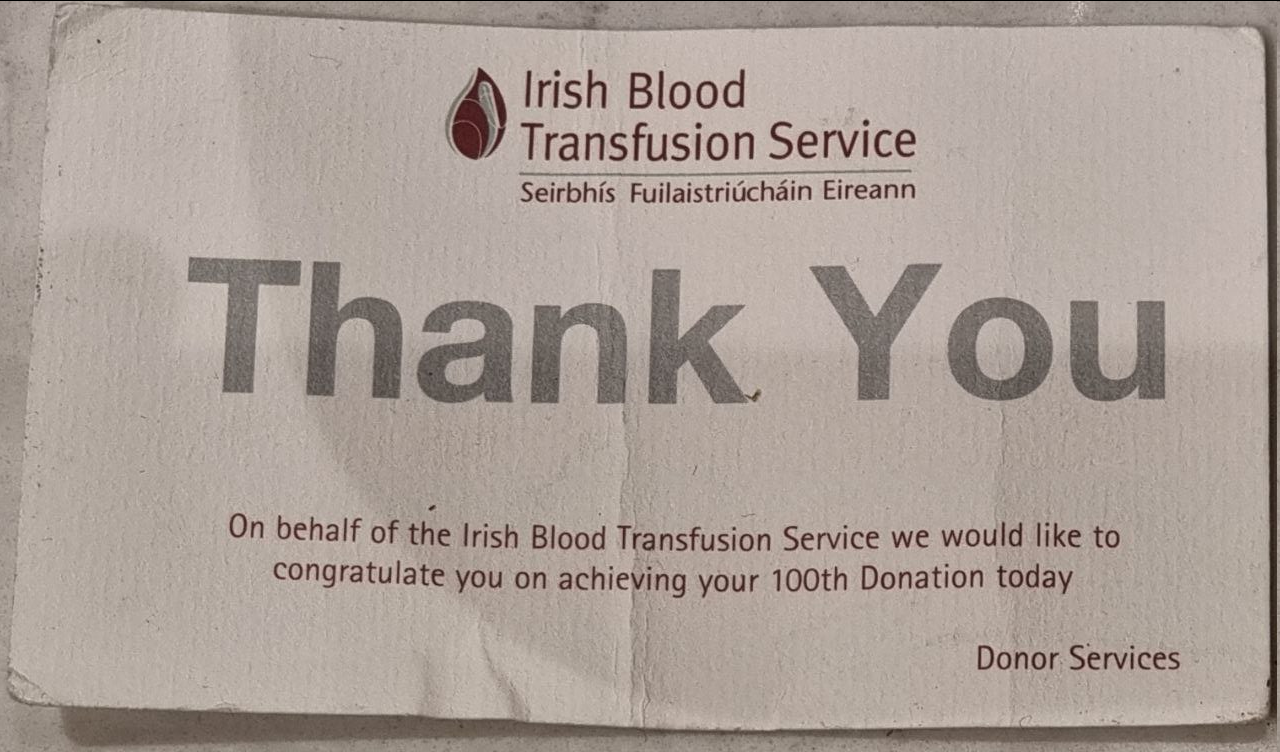 Irish Blood
Transfusion Service
Seirbhís Fuilaistriúcháin Eireann
Thank You
On behalf of the Irish Blood Transfusion Service we would like to
congratulate you on achieving your 100th Donation today
Donor Services